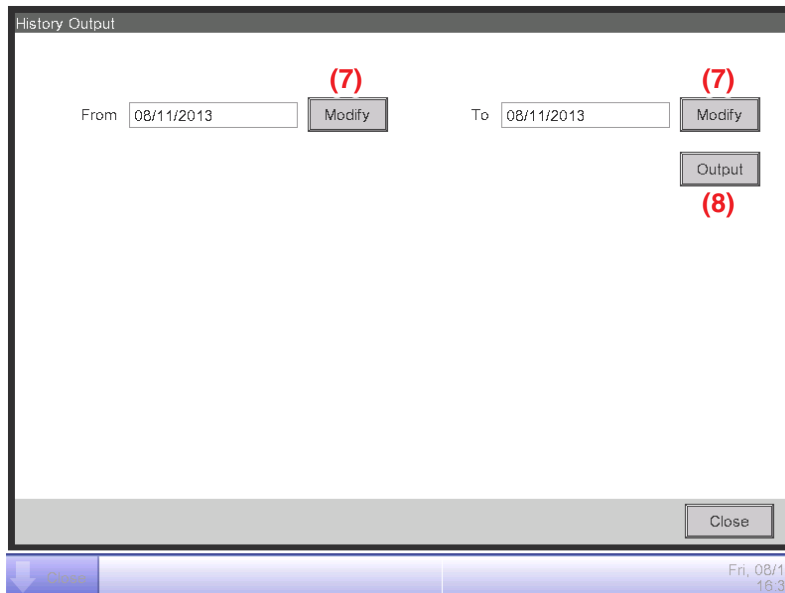 History Output
(7) (7)
From 08/11/2013 Modify To 08/11/2013 Modify
Output
(8)
Close
Close Fri, 08/1
16:3